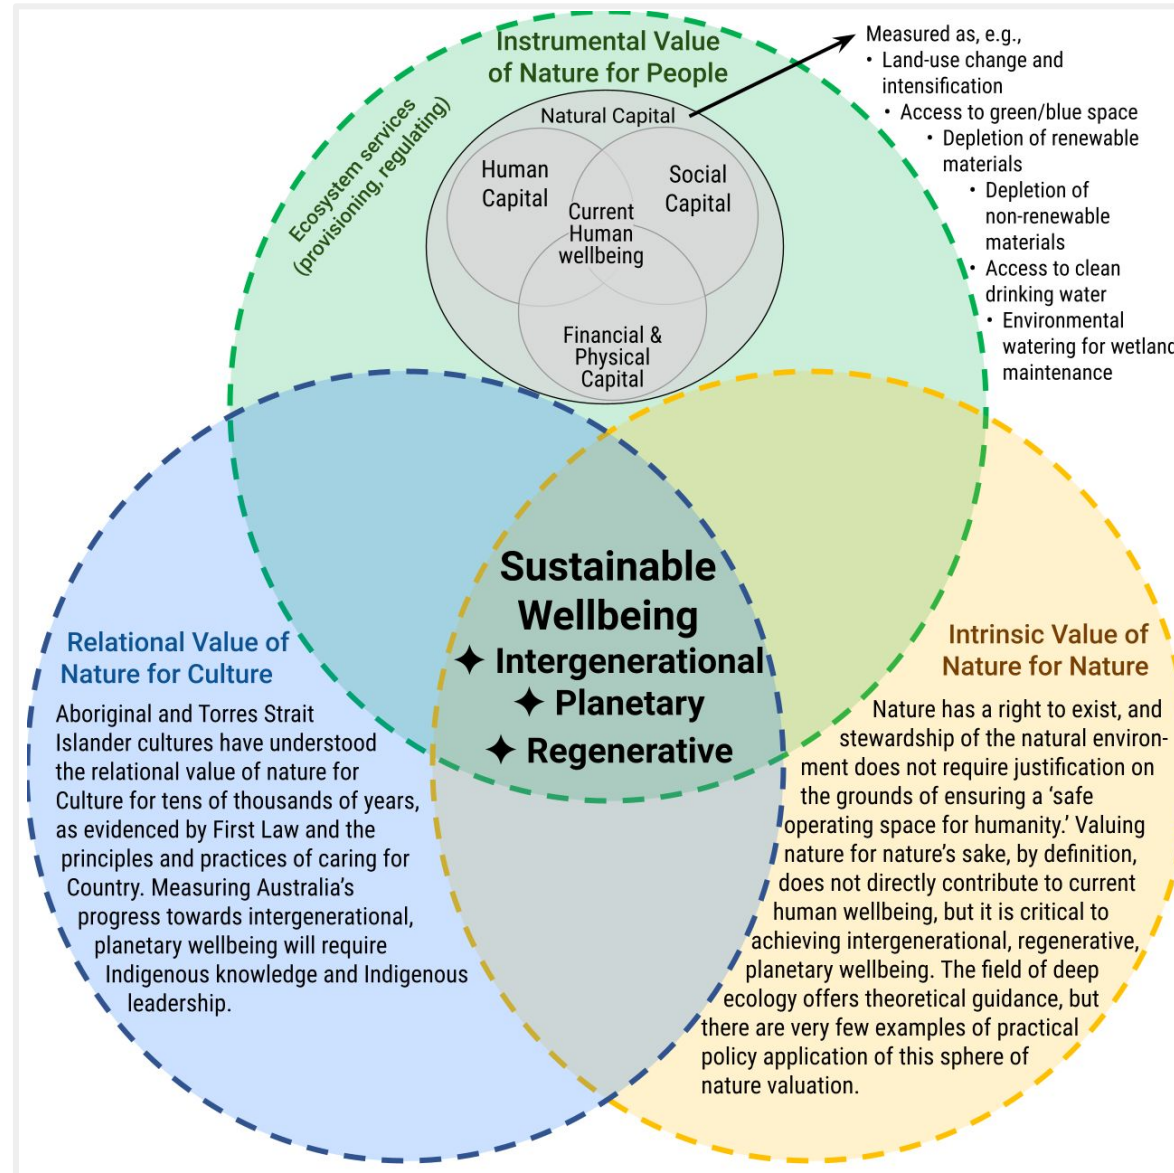 Instrumental Value
of Nature for People
Ecosystem services
(provisioning, regulating)
Natural Capital
Human
Capital
Social
Capital
Current
Human
wellbeing
Financial &
Physical
Capital
Measured as, e.g.,
• Land-use change and
intensification
• Access to green/blue space
• Depletion of renewable
materials
• Depletion of
non-renewable
materials
• Access to clean
drinking water
• Environmental
watering for wetland
maintenance
Sustainable
Wellbeing
✦ Intergenerational
✦ Planetary
✦ Regenerative
Relational Value of
Nature for Culture
Aboriginal and Torres Strait
Islander cultures have understood
the relational value of nature for
Culture for tens of thousands of years,
as evidenced by First Law and the
principles and practices of caring for
Country. Measuring Australia’s
progress towards intergenerational,
planetary wellbeing will require
Indigenous knowledge and Indigenous
leadership.
Intrinsic Value of
Nature for Nature
Nature has a right to exist, and
stewardship of the natural environ-
ment does not require justification on
the grounds of ensuring a ‘safe
operating space for humanity.’ Valuing
nature for nature’s sake, by definition,
does not directly contribute to current
human wellbeing, but it is critical to
achieving intergenerational, regenerative,
planetary wellbeing. The field of deep
ecology offers theoretical guidance, but
there are very few examples of practical
policy application of this sphere of
nature valuation.